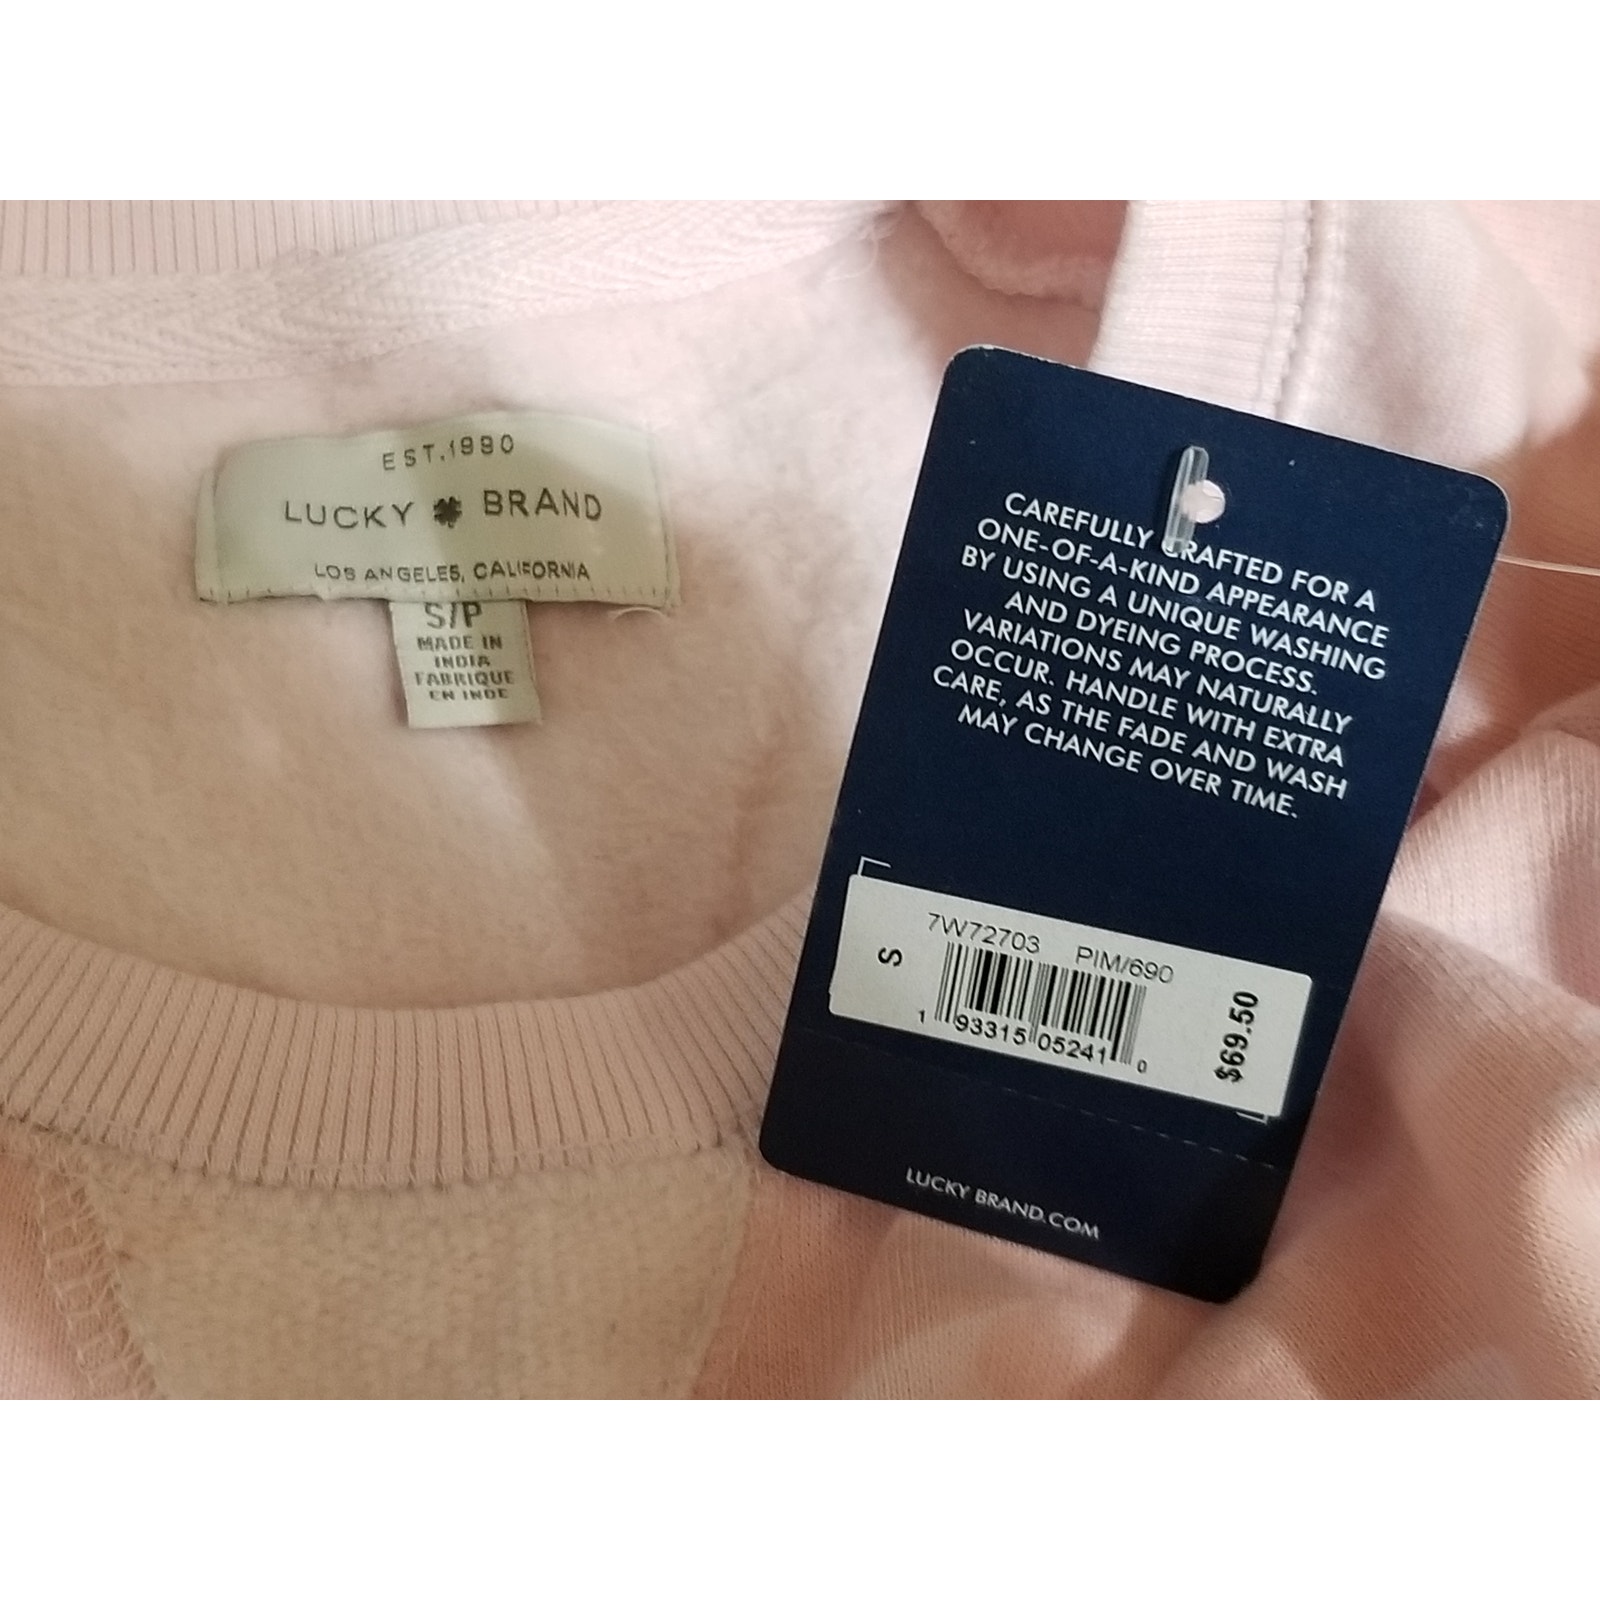 EST.1990
LUCKY BRAND
LOS ANGELES, CALIFORNIA
S/P
MADE IN
INDIA
FABRIQUE
EN INDE
CAREFULLY CRAFTED FOR A
ONE-OF-A-KIND APPEARANCE
BY USING A UNIQUE WASHING
AND DYEING PROCESS.
VARIATIONS MAY NATURALLY
OCCUR. HANDLE WITH EXTRA
CARE, AS THE FADE AND WASH
MAY CHANGE OVER TIME.
7W72703 PIM/690
S
1 93315 05241 0
$69.50
LUCKY BRAND.COM